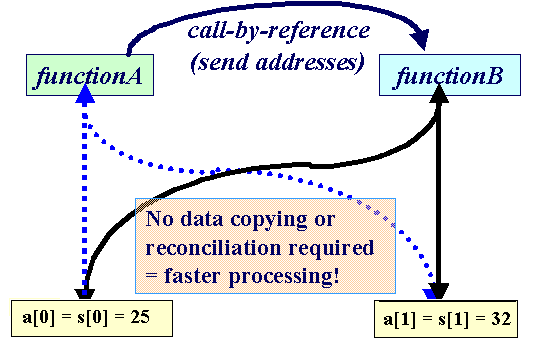 call-by-reference
(send addresses)
functionA
functionB
No data copying or
reconciliation required
= faster processing!
a[0] = s[0] = 25
a[1] = s[1] = 32